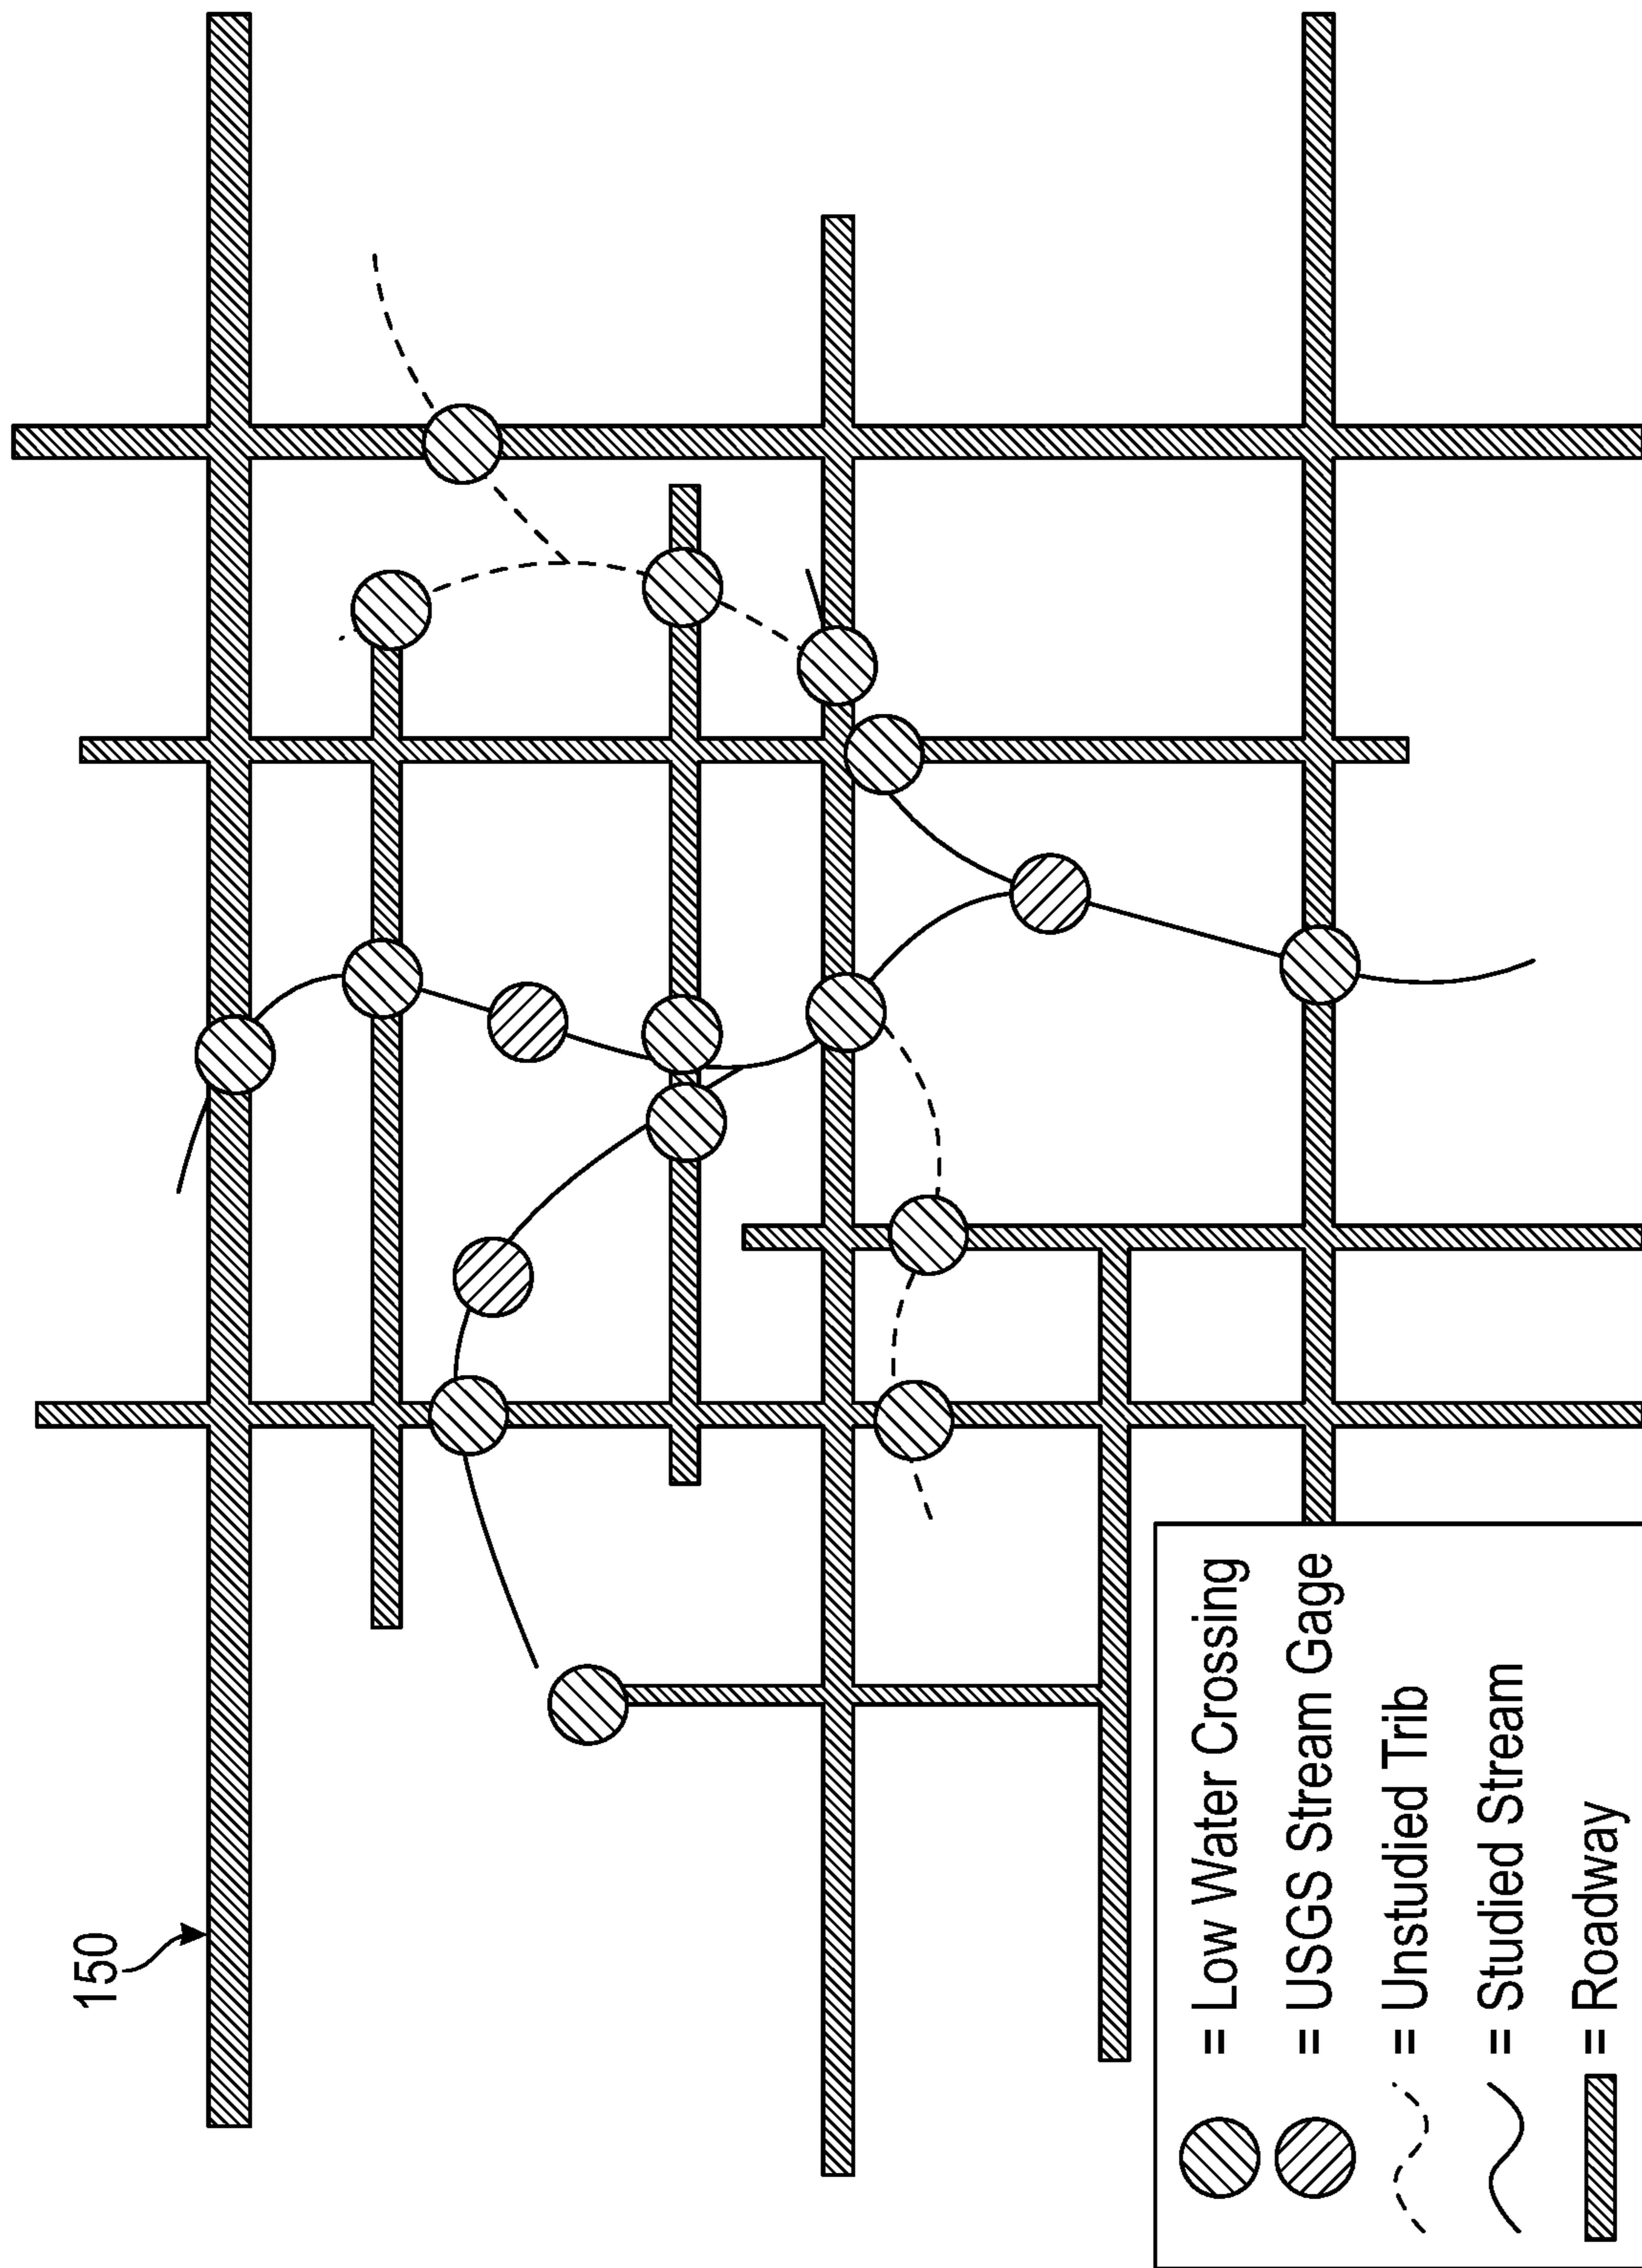 150
= Low Water Crossing
= USGS Stream Gage
= Unstudied Trib
= Studied Stream
= Roadway